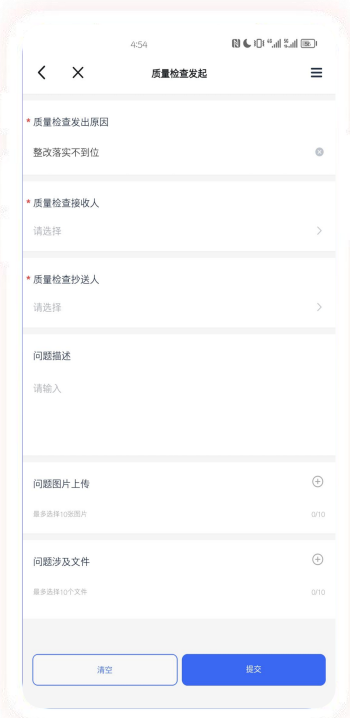 4:54
质量检查发起
* 质量检查发出原因
整改落实不到位
* 质量检查接收人
请选择
* 质量检查抄送人
请选择
问题描述
请输入
问题图片上传
最多选择10张图片 0/10
问题涉及文件
最多选择10个文件 0/10
清空 提交